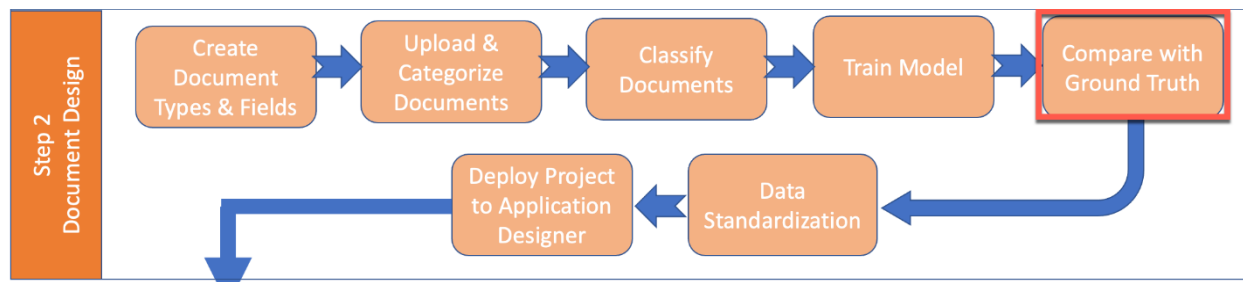 Step 2
Document Design
Create
Document
Types & Fields
Upload &
Categorize
Documents
Classify
Documents
Train Model
Compare with
Ground Truth
Data
Standardization
Deploy Project
to Application
Designer